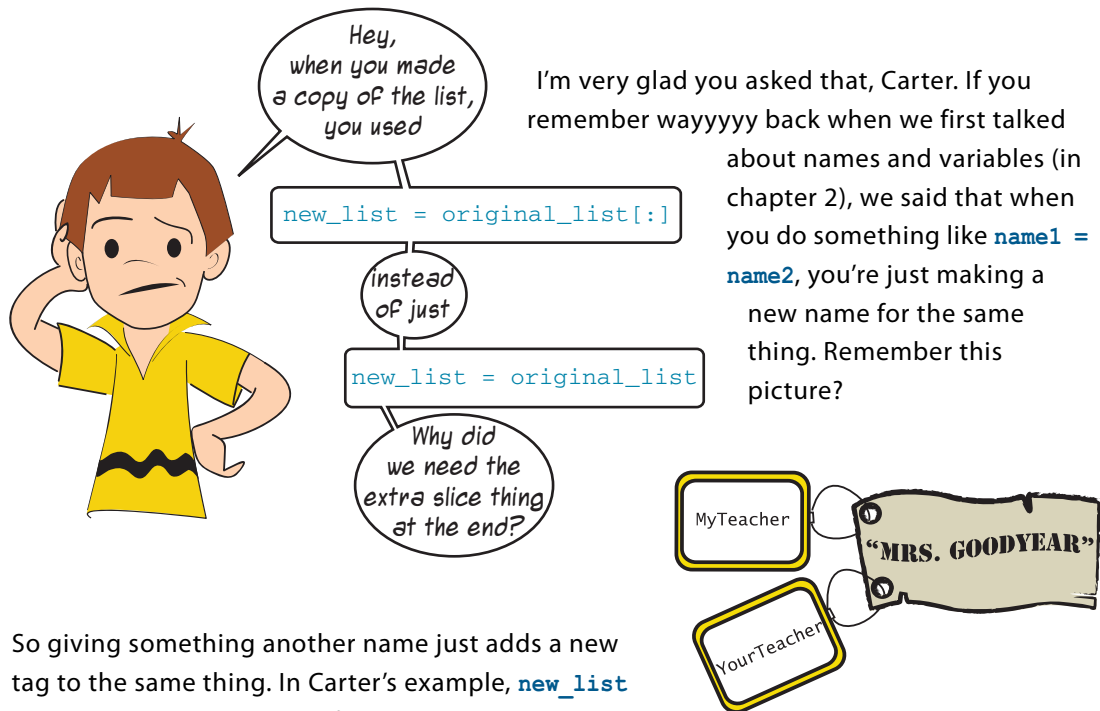 Hey,
when you made
a copy of the list,
you used
new_list = original_list[:]
instead
of just
new_list = original_list
Why did
we need the
extra slice thing
at the end?
I'm very glad you asked that, Carter. If you
remember wayyyyy back when we first talked
about names and variables (in
chapter 2), we said that when
you do something like name1 =
name2, you're just making a
new name for the same
thing. Remember this
picture?
MyTeacher
"MRS. GOODYEAR"
YourTeacher
So giving something another name just adds a new
tag to the same thing. In Carter's example, new_list